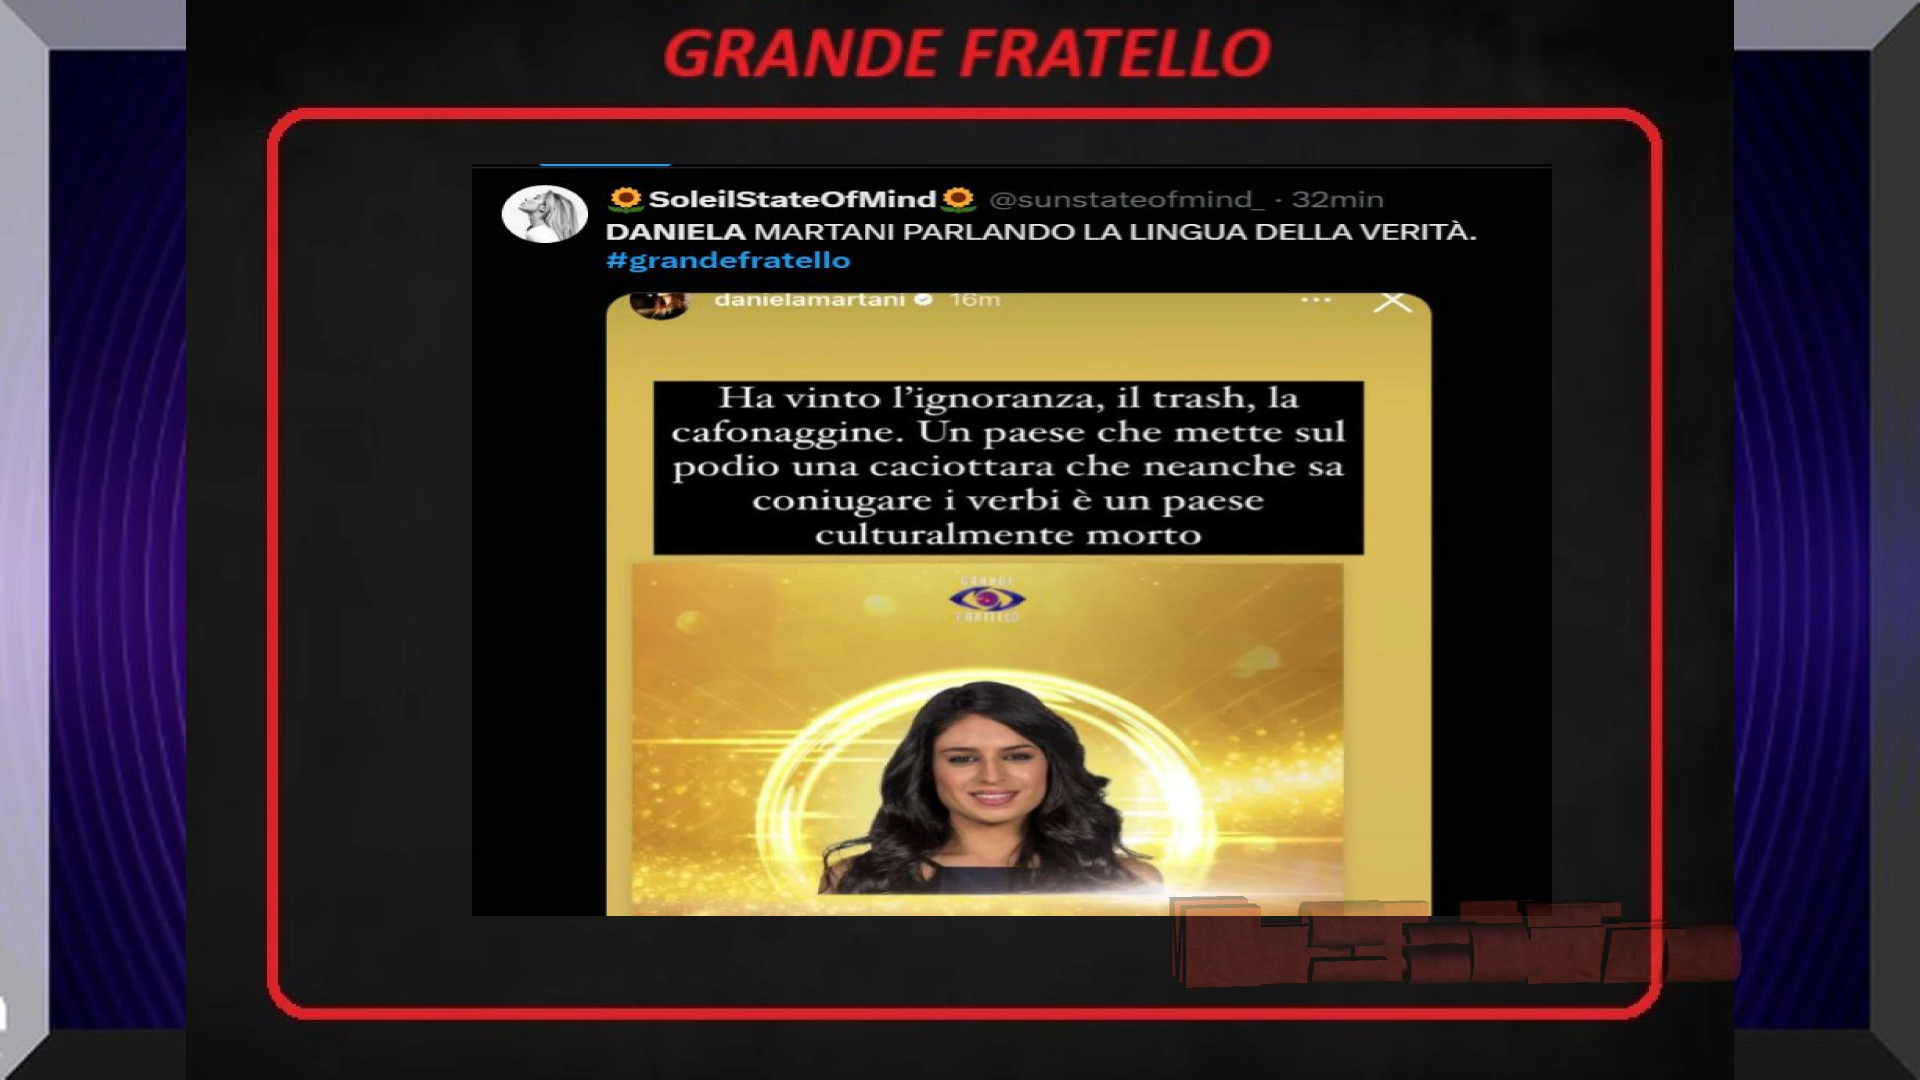 GRANDE FRATELLO
🌻SoleilStateOfMind🌻 @sunstateofmind_ · 32min
DANIELA MARTANI PARLANDO LA LINGUA DELLA VERITÀ.
#grandefratello
danielamartani 16m
Ha vinto l’ignoranza, il trash, la
cafonaggine. Un paese che mette sul
podio una caciottara che neanche sa
coniugare i verbi è un paese
culturalmente morto
GRANDE
FRATELLO